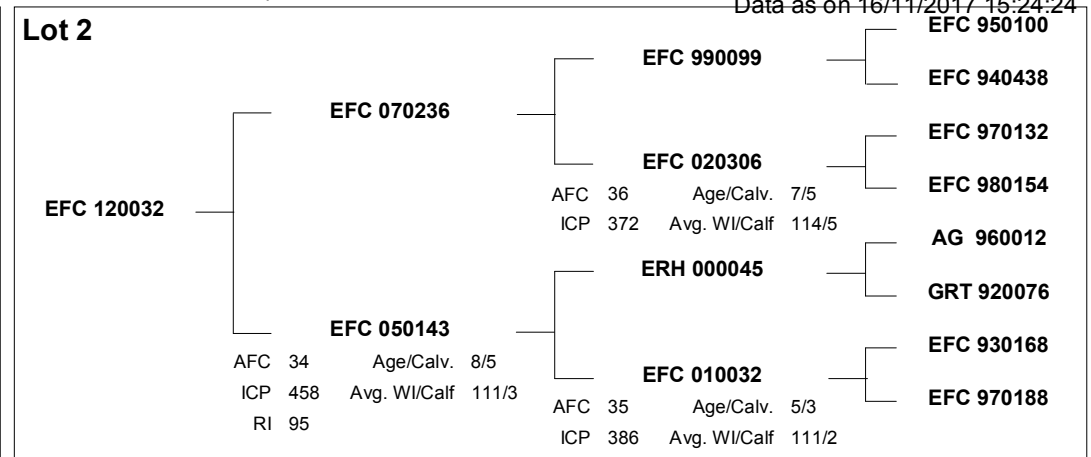 Data as on 16/11/2017 15:24:24
Lot 2
EFC 950100
EFC 990099
EFC 940438
EFC 070236
EFC 970132
EFC 020306
EFC 980154
AFC 36 Age/Calv. 7/5
ICP 372 Avg. WI/Calf 114/5
EFC 120032
AG 960012
ERH 000045
GRT 920076
EFC 050143
AFC 34 Age/Calv. 8/5
ICP 458 Avg. WI/Calf 111/3
RI 95
EFC 930168
EFC 010032
EFC 970188
AFC 35 Age/Calv. 5/3
ICP 386 Avg. WI/Calf 111/2